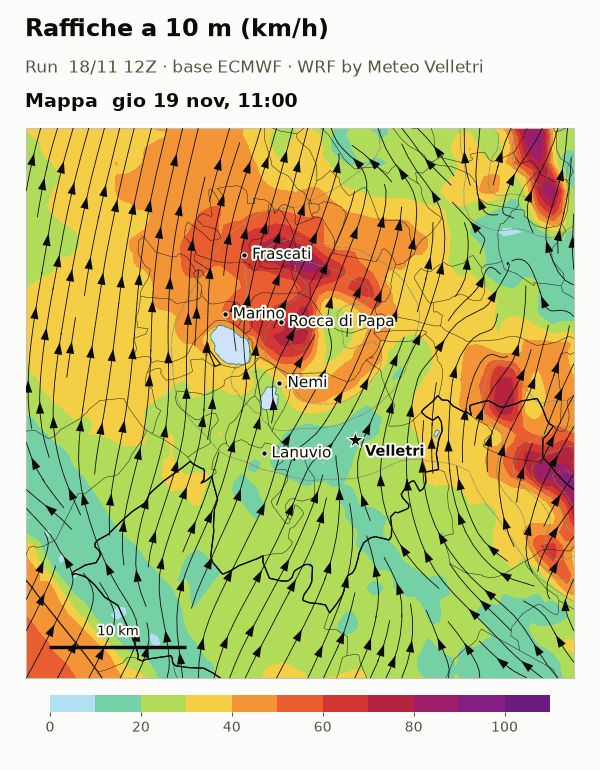 Raffiche a 10 m (km/h)
Run 18/11 12Z · base ECMWF · WRF by Meteo Velletri
Mappa gio 19 nov, 11:00
Frascati
Marino
Rocca di Papa
Nemi
Velletri
Lanuvio
10 km
0 20 40 60 80 100